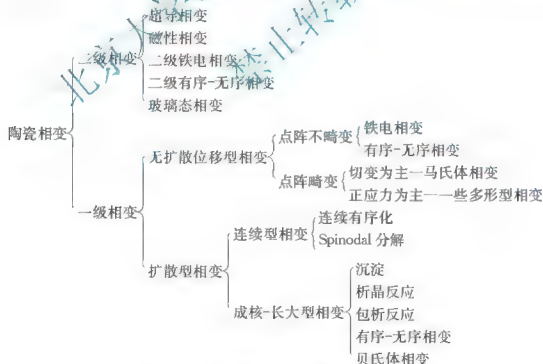 北京大
禁止转
陶瓷相变
二级相变
超导相变
磁性相变
二级铁电相变
二级有序-无序相变
玻璃态相变
一级相变
无扩散位移型相变
点阵不畸变
铁电相变
有序-无序相变
点阵畸变
切变为主—马氏体相变
正应力为主—一些多形型相变
扩散型相变
连续型相变
连续有序化
Spinodal 分解
成核-长大型相变
沉淀
析晶反应
包析反应
有序-无序相变
贝氏体相变